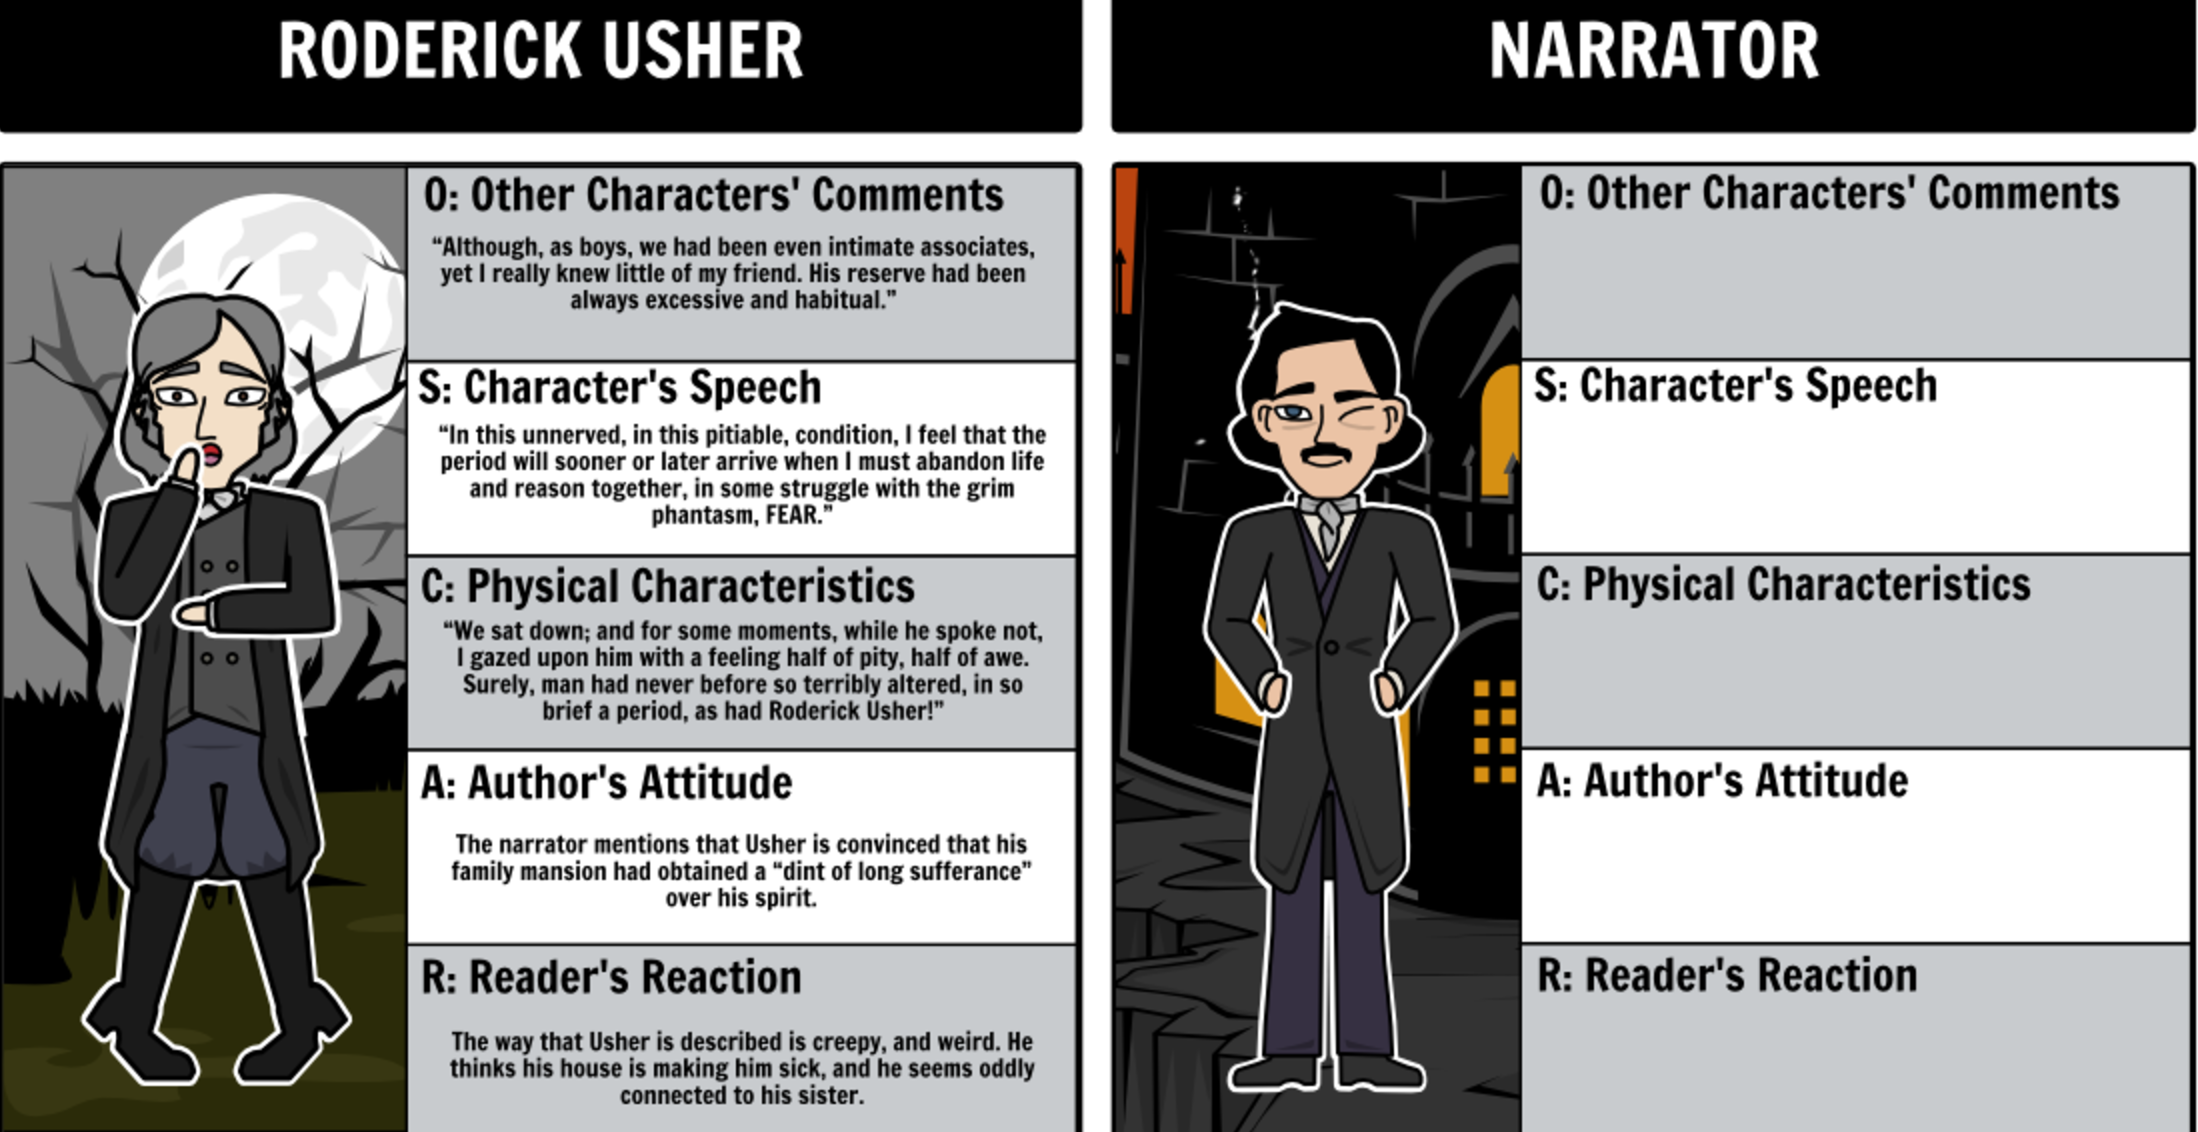 RODERICK USHER
O: Other Characters' Comments
“Although, as boys, we had been even intimate associates,
yet I really knew little of my friend. His reserve had been
always excessive and habitual.”
S: Character's Speech
“In this unnerved, in this pitiable, condition, I feel that the
period will sooner or later arrive when I must abandon life
and reason together, in some struggle with the grim
phantasm, FEAR.”
C: Physical Characteristics
“We sat down; and for some moments, while he spoke not,
I gazed upon him with a feeling half of pity, half of awe.
Surely, man had never before so terribly altered, in so
brief a period, as had Roderick Usher!”
A: Author's Attitude
The narrator mentions that Usher is convinced that his
family mansion had obtained a “dint of long sufferance”
over his spirit.
R: Reader's Reaction
The way that Usher is described is creepy, and weird. He
thinks his house is making him sick, and he seems oddly
connected to his sister.
NARRATOR
O: Other Characters' Comments
S: Character's Speech
C: Physical Characteristics
A: Author's Attitude
R: Reader's Reaction